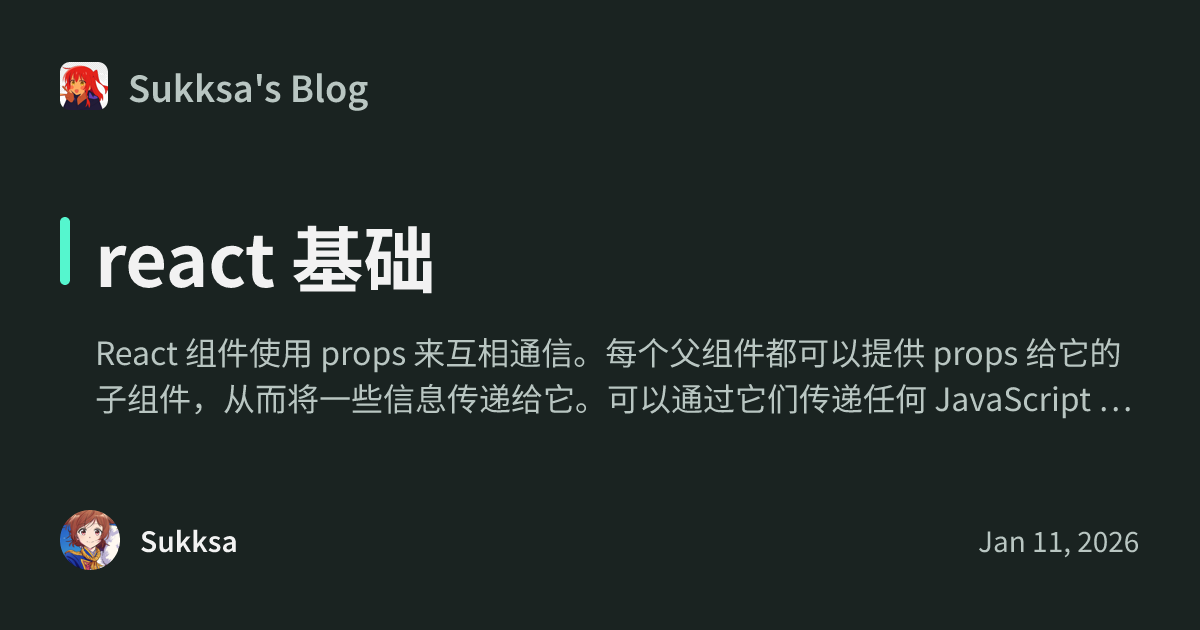 Sukksa's Blog
react 基础
React 组件使用 props 来互相通信。每个父组件都可以提供 props 给它的
子组件，从而将一些信息传递给它。可以通过它们传递任何 JavaScript …
Sukksa
Jan 11, 2026